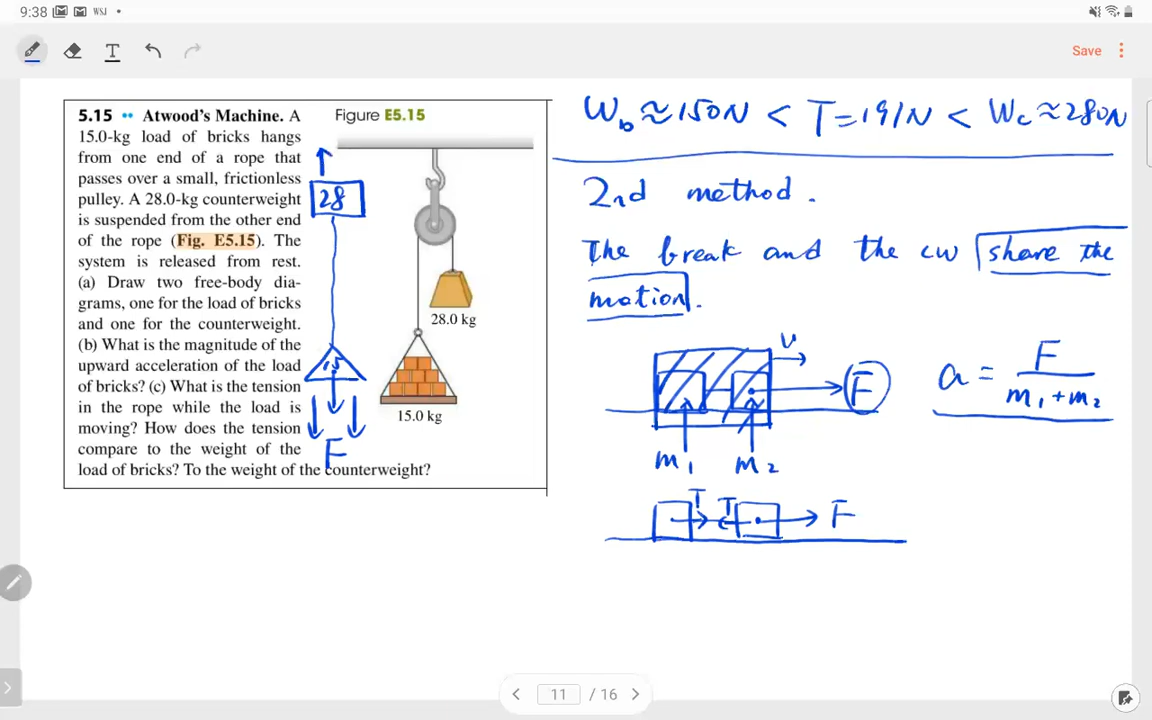 9:38 WSJ
Save
5.15 •• Atwood's Machine. A
15.0-kg load of bricks hangs
from one end of a rope that
passes over a small, frictionless
pulley. A 28.0-kg counterweight
is suspended from the other end
of the rope (Fig. E5.15). The
system is released from rest.
(a) Draw two free-body dia-
grams, one for the load of bricks
and one for the counterweight.
(b) What is the magnitude of the
upward acceleration of the load
of bricks? (c) What is the tension
in the rope while the load is
moving? How does the tension
compare to the weight of the
load of bricks? To the weight of the counterweight?
Figure E5.15
28.0 kg
15.0 kg
28
15
F
W_b ≈ 150N < T = 191N < W_c ≈ 280N
2nd method.
The break and the cw share the
motion.
v
F
m_1 m_2
a = F / (m_1 + m_2)
T T F
11 / 16